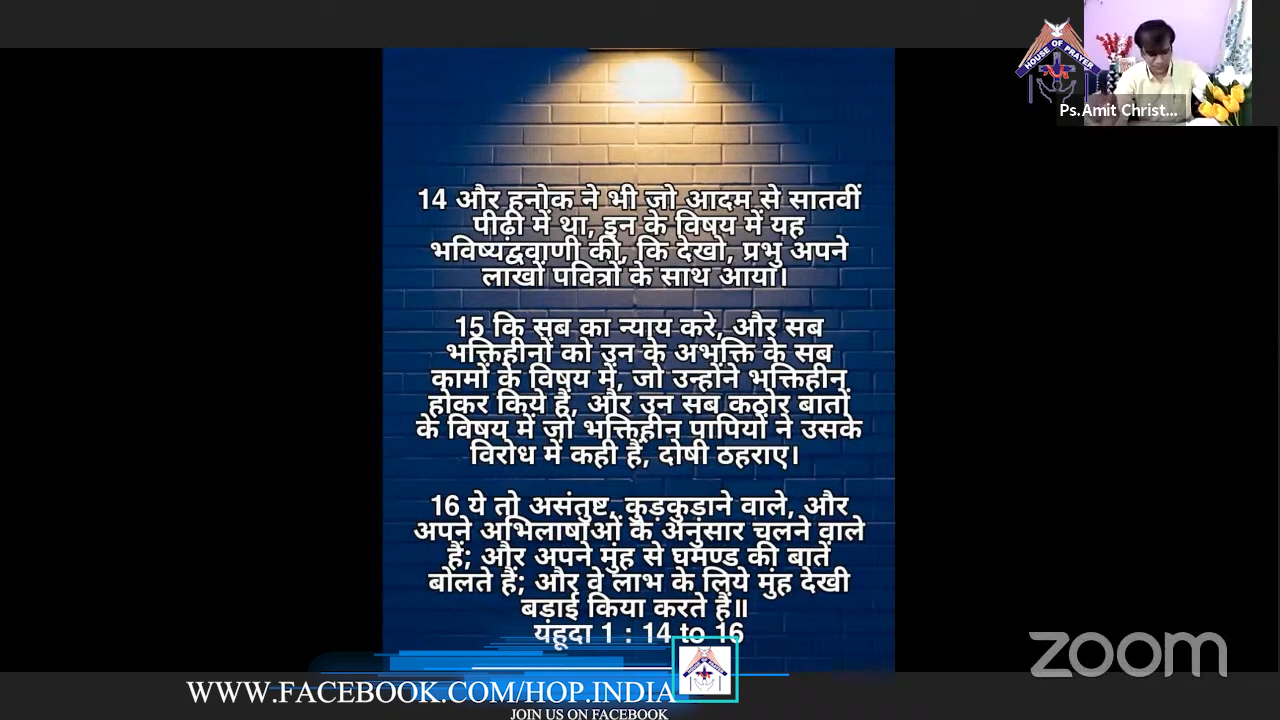 HOUSE OF PRAYER
Ps.Amit Christ...
14 और हनोक ने भी जो आदम से सातवीं
पीढ़ी में था, इन के विषय में यह
भविष्यद्ववाणी की, कि देखो, प्रभु अपने
लाखों पवित्रों के साथ आया।
15 कि सब का न्याय करे, और सब
भक्तिहीनों को उन के अभक्ति के सब
कामों के विषय में, जो उन्होंने भक्तिहीन
होकर किये हैं, और उन सब कठोर बातों
के विषय में जो भक्तिहीन पापियों ने उसके
विरोध में कही हैं, दोषी ठहराए।
16 ये तो असंतुष्ट, कुड़कुड़ाने वाले, और
अपने अभिलाषाओं के अनुसार चलने वाले
हैं; और अपने मुंह से घमण्ड की बातें
बोलते हैं; और वे लाभ के लिये मुंह देखी
बड़ाई किया करते हैं॥
यहूदा 1 : 14 to 16
zoom
HOUSE OF PRAYER
WWW.FACEBOOK.COM/HOP.INDIA
JOIN US ON FACEBOOK